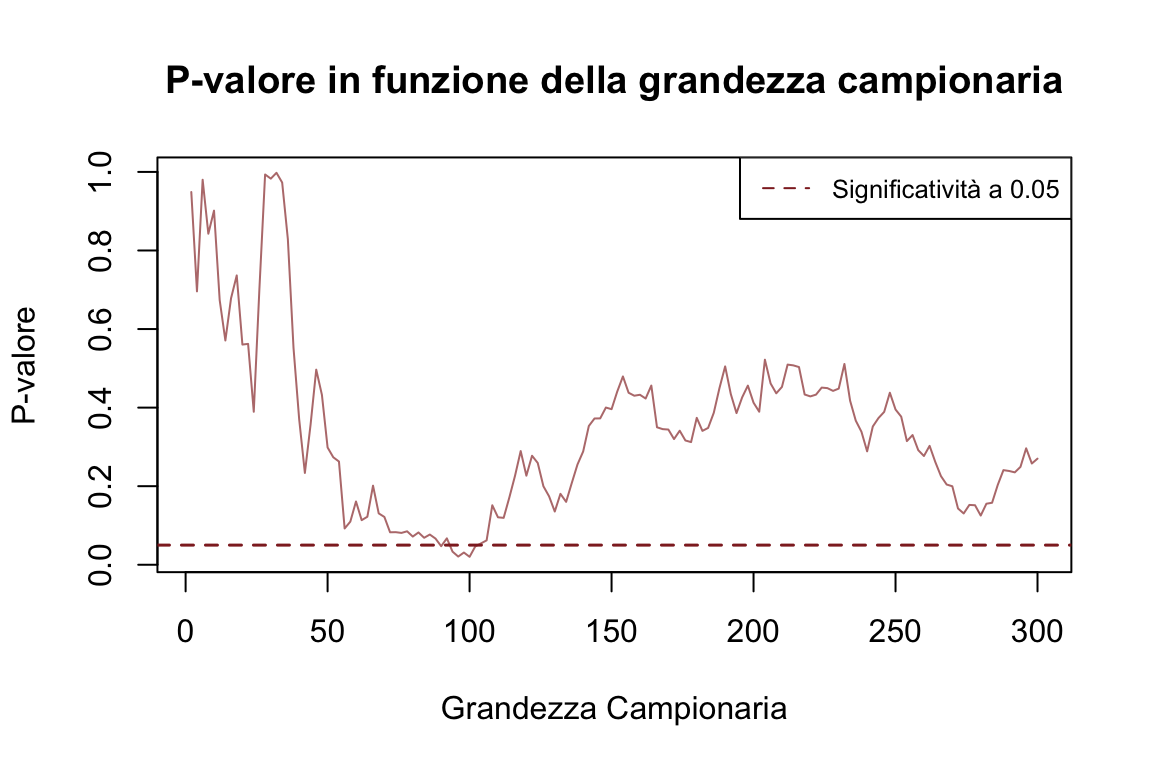 P-valore in funzione della grandezza campionaria
Significatività a 0.05
P-valore
1.0
0.8
0.6
0.4
0.2
0.0
0 50 100 150 200 250 300
Grandezza Campionaria